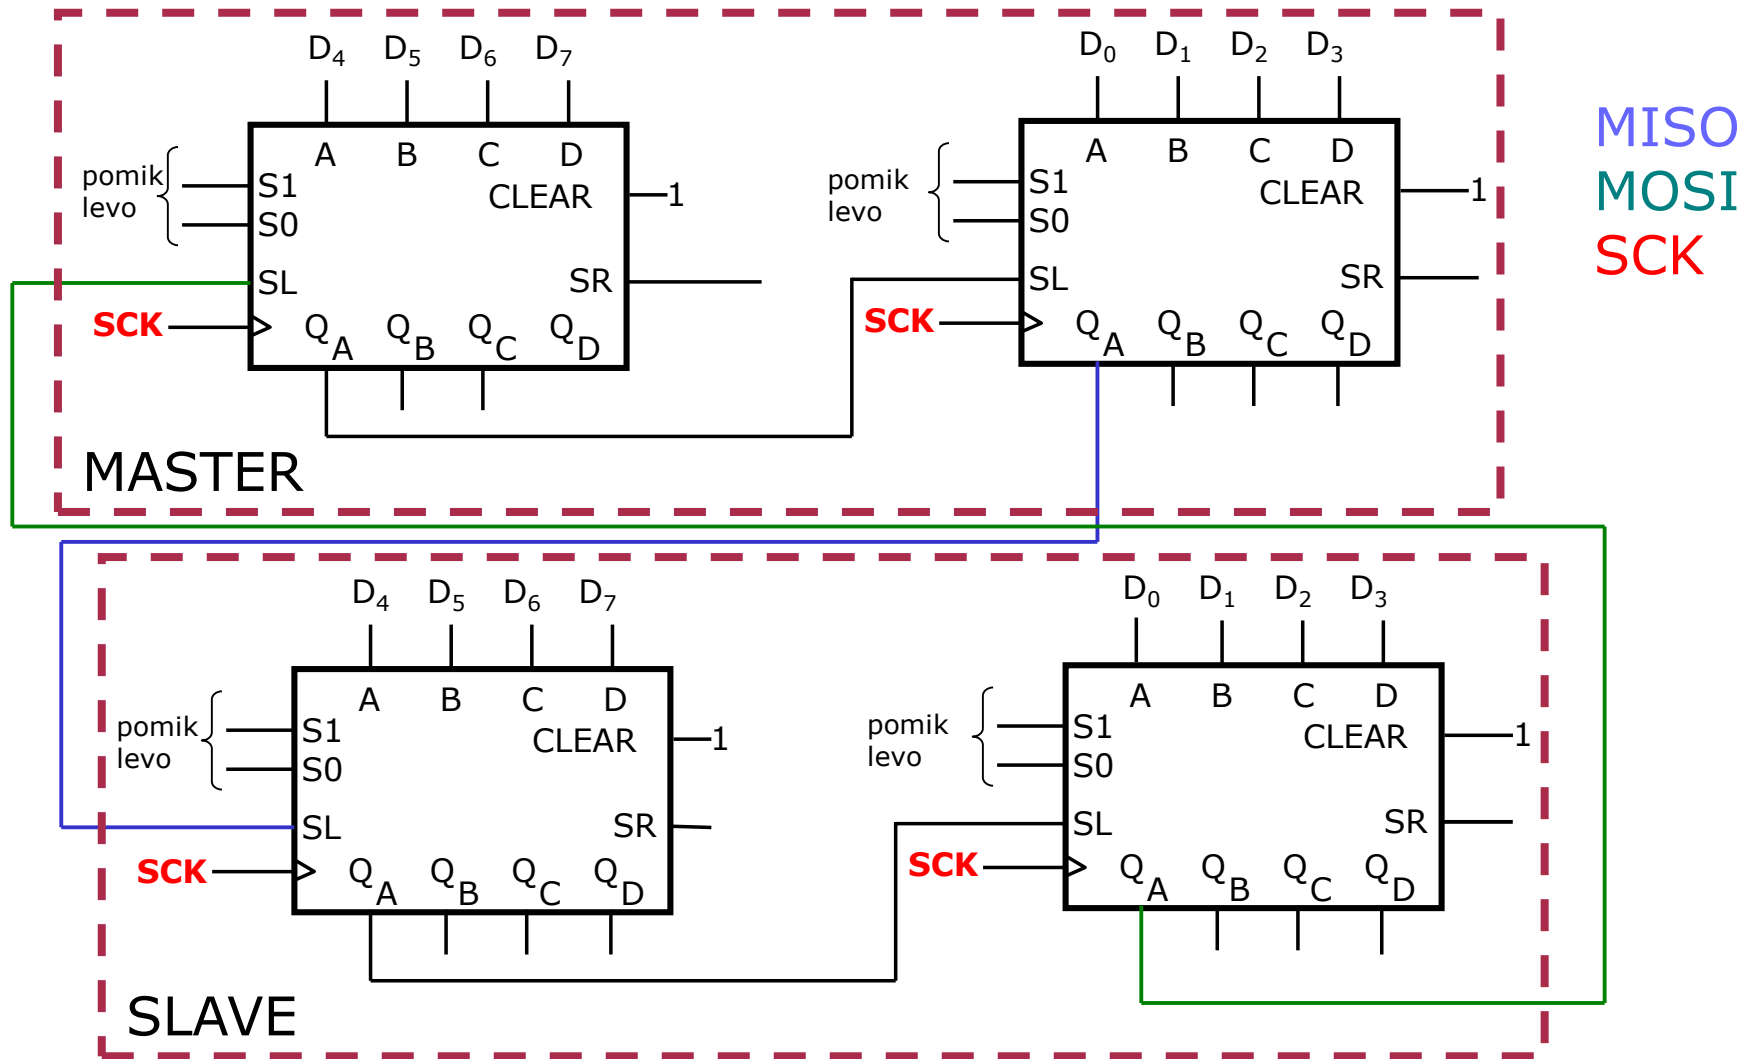 D4 D5 D6 D7
A B C D
pomik
levo
S1
S0
CLEAR 1
SL SR
SCK
QA QB QC QD
D0 D1 D2 D3
A B C D
pomik
levo
S1
S0
CLEAR 1
SL SR
SCK
QA QB QC QD
MASTER
MISO
MOSI
SCK
D4 D5 D6 D7
A B C D
pomik
levo
S1
S0
CLEAR 1
SL SR
SCK
QA QB QC QD
D0 D1 D2 D3
A B C D
pomik
levo
S1
S0
CLEAR 1
SL SR
SCK
QA QB QC QD
SLAVE